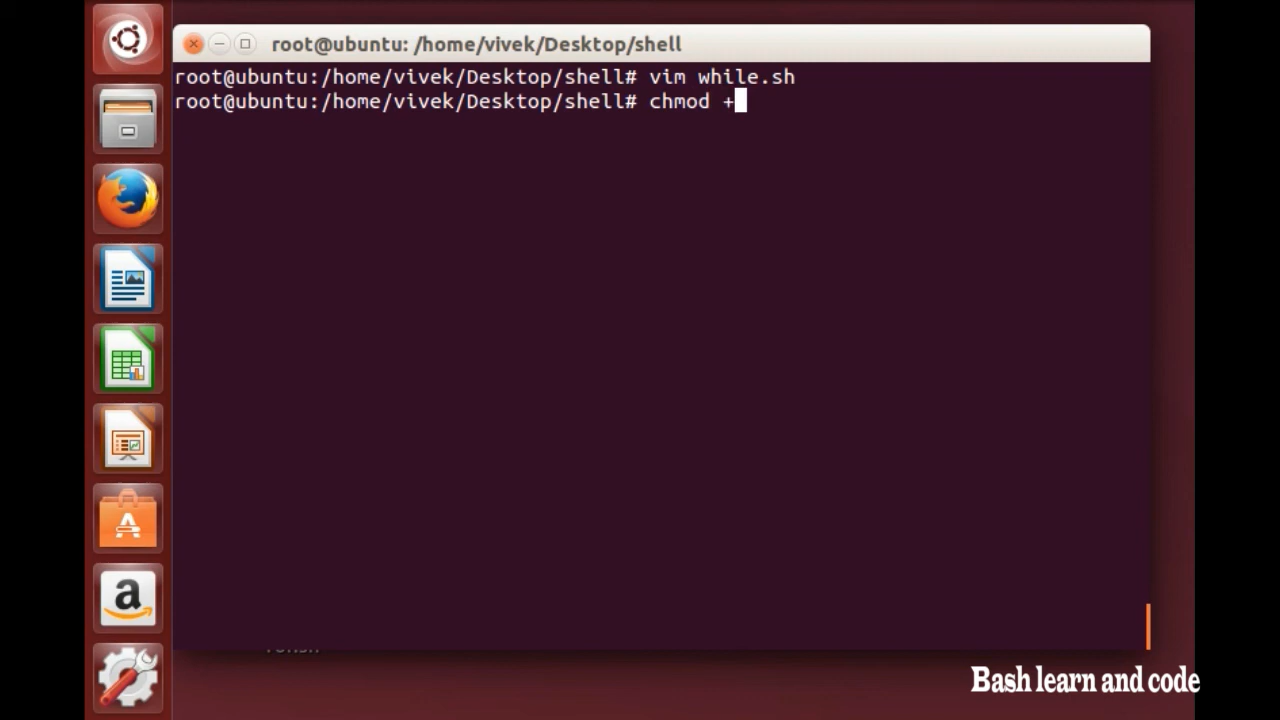 root@ubuntu: /home/vivek/Desktop/shell
root@ubuntu:/home/vivek/Desktop/shell# vim while.sh
root@ubuntu:/home/vivek/Desktop/shell# chmod +
Bash learn and code